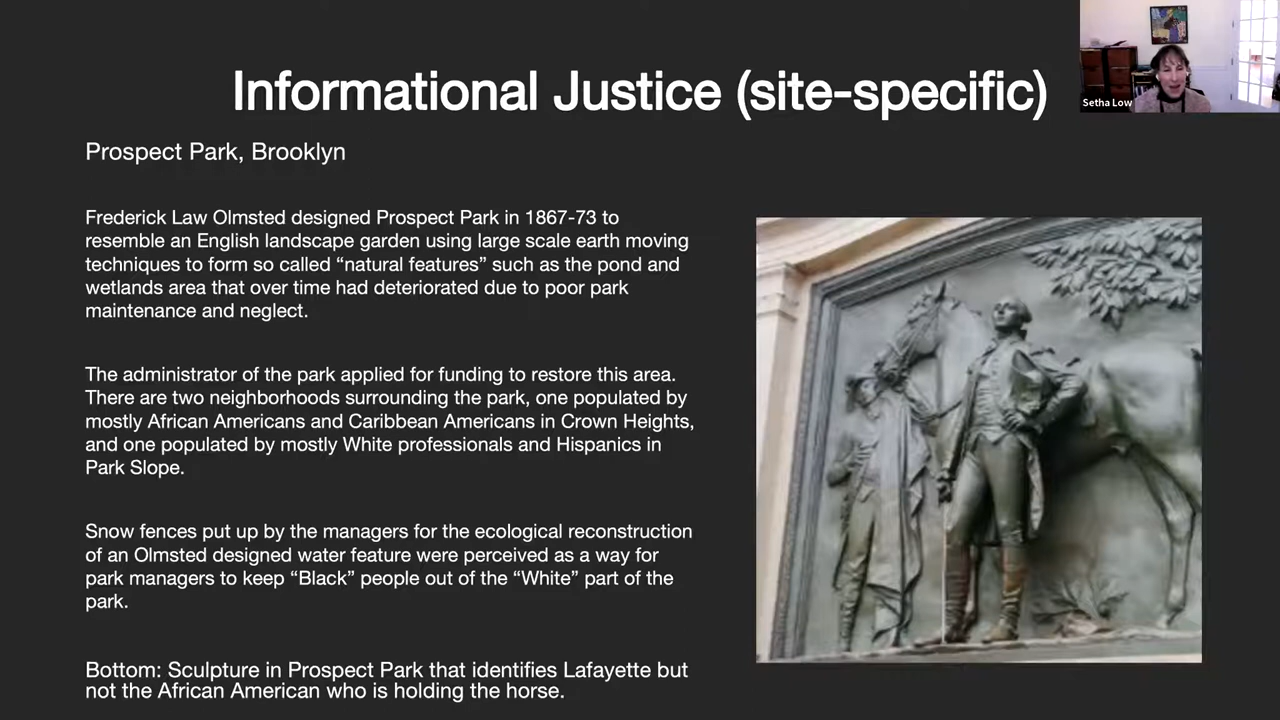 Informational Justice (site-specific)
Setha Low
Prospect Park, Brooklyn
Frederick Law Olmsted designed Prospect Park in 1867-73 to
resemble an English landscape garden using large scale earth moving
techniques to form so called “natural features” such as the pond and
wetlands area that over time had deteriorated due to poor park
maintenance and neglect.
The administrator of the park applied for funding to restore this area.
There are two neighborhoods surrounding the park, one populated by
mostly African Americans and Caribbean Americans in Crown Heights,
and one populated by mostly White professionals and Hispanics in
Park Slope.
Snow fences put up by the managers for the ecological reconstruction
of an Olmsted designed water feature were perceived as a way for
park managers to keep “Black” people out of the “White” part of the
park.
Bottom: Sculpture in Prospect Park that identifies Lafayette but
not the African American who is holding the horse.